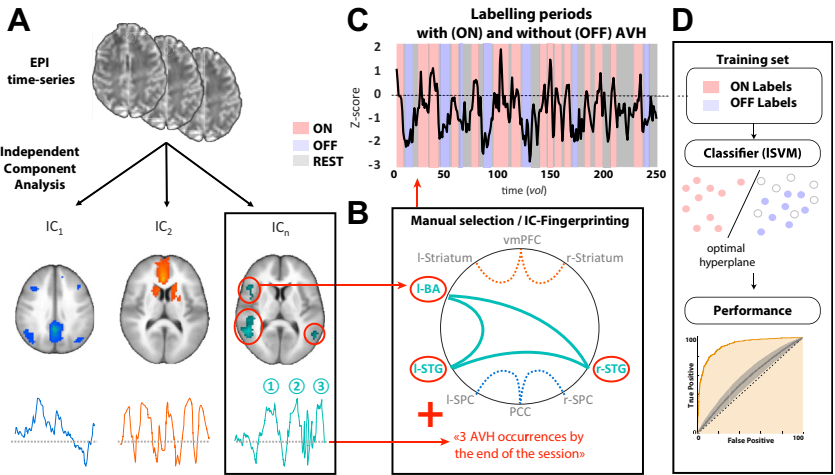 A
EPI
time-series
Independent
Component
Analysis
IC1
IC2
ICn
① ② ③
C
Labelling periods
with (ON) and without (OFF) AVH
ON
OFF
REST
Z-score
2
1
0
-1
-2
-3
0 50 100 150 200 250
time (vol)
B
Manual selection / IC-Fingerprinting
vmPFC
l-Striatum
r-Striatum
l-BA
l-STG
r-STG
l-SPC
r-SPC
PCC
+
«3 AVH occurrences by
the end of the session»
D
Training set
ON Labels
OFF Labels
Classifier (lSVM)
optimal
hyperplane
Performance
True Positive
100
0
100
False Positive